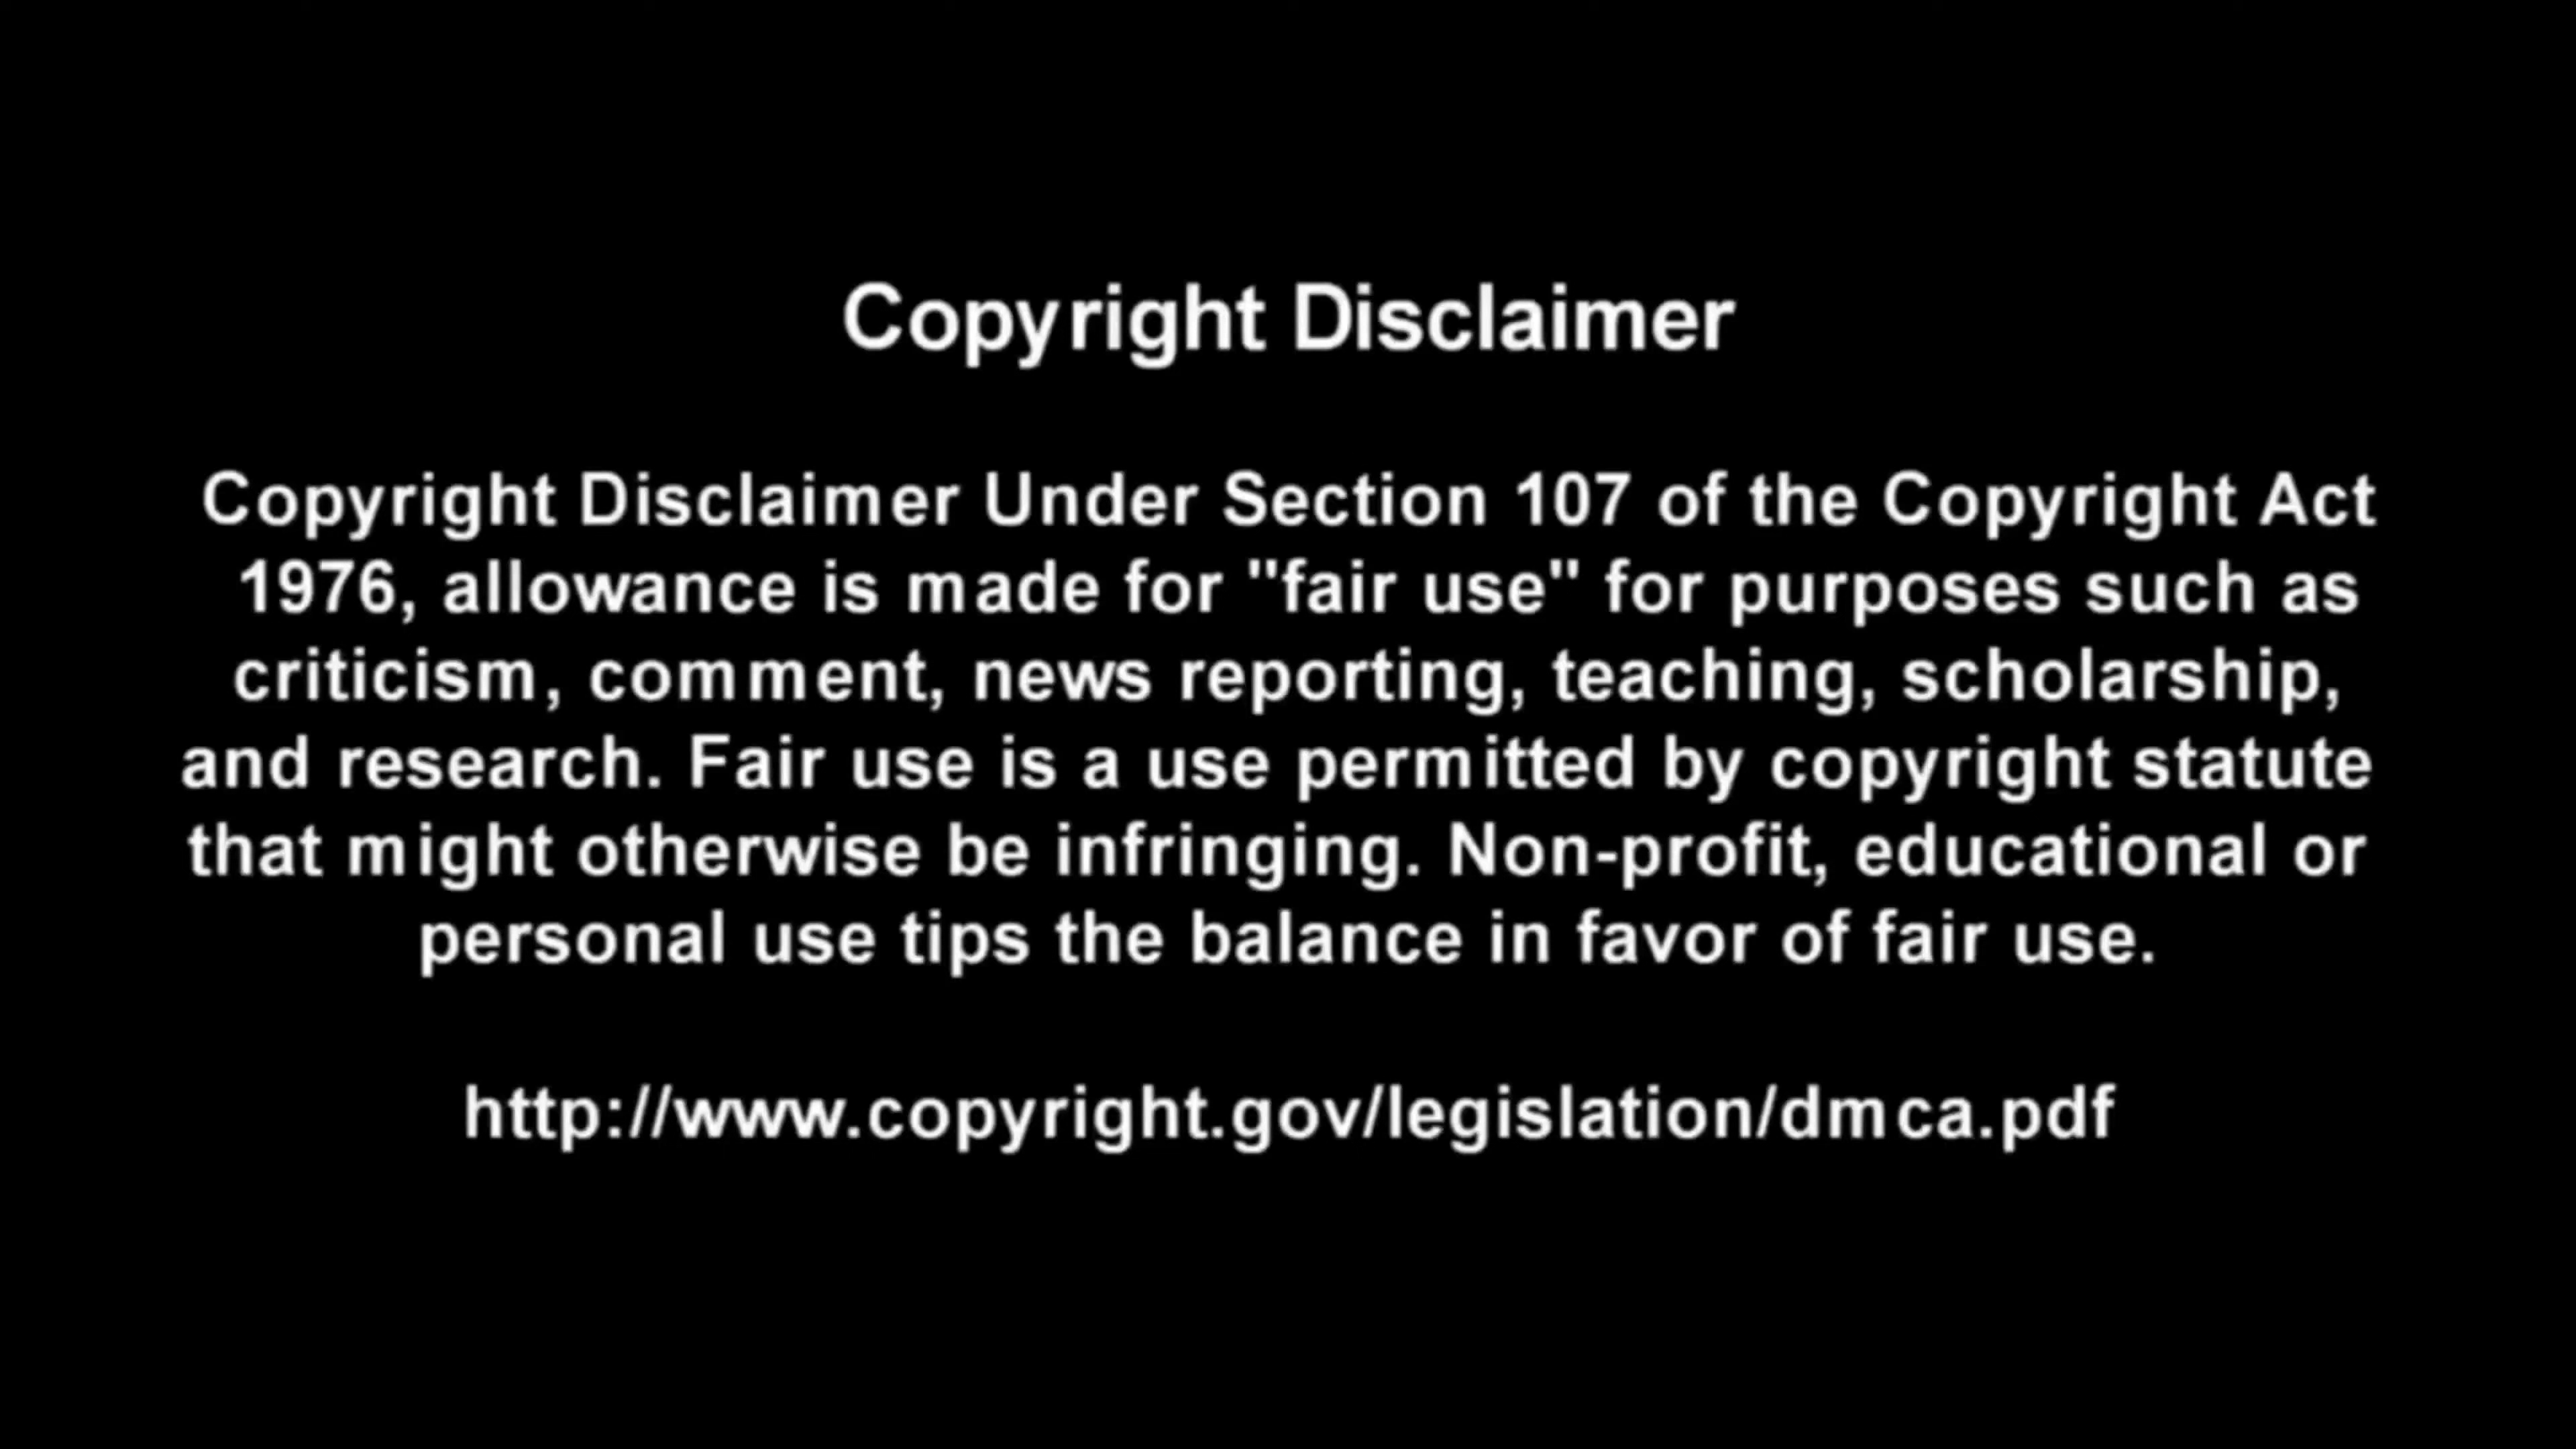 Copyright Disclaimer
Copyright Disclaimer Under Section 107 of the Copyright Act
1976, allowance is made for "fair use" for purposes such as
criticism, comment, news reporting, teaching, scholarship,
and research. Fair use is a use permitted by copyright statute
that might otherwise be infringing. Non-profit, educational or
personal use tips the balance in favor of fair use.
http://www.copyright.gov/legislation/dmca.pdf